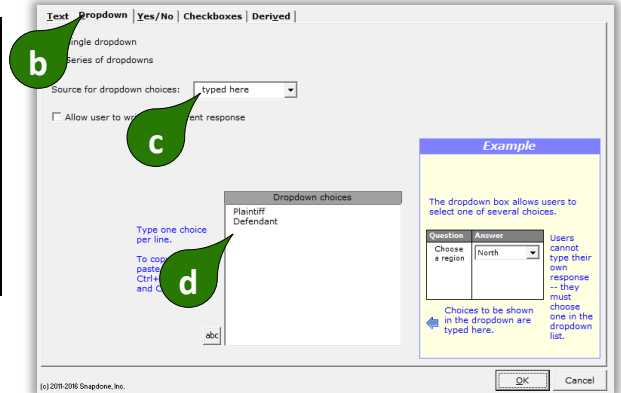 Text Dropdown Yes/No Checkboxes Derived
b
ingle dropdown
Series of dropdowns
Source for dropdown choices: typed here
Allow user to wri ent response
c
Example
The dropdown box allows users to
select one of several choices.
Question Answer
Choose
a region
North
Users
cannot
type their
own
response
-- they
must
choose
one in the
dropdown
list.
Choices to be shown
in the dropdown are
typed here.
Dropdown choices
Plaintiff
Defendant
Type one choice
per line.
To cop
paste
Ctrl+
and C
d
abc
(c) 2011-2016 Snapdone, Inc.
OK Cancel